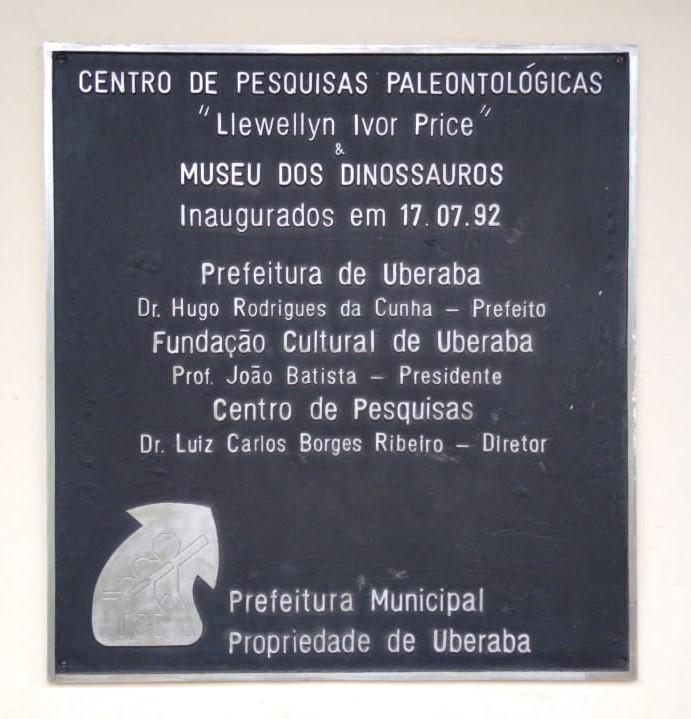 CENTRO DE PESQUISAS PALEONTOLÓGICAS
"Llewellyn Ivor Price"
&
MUSEU DOS DINOSSAUROS
Inaugurados em 17.07.92
Prefeitura de Uberaba
Dr. Hugo Rodrigues da Cunha – Prefeito
Fundação Cultural de Uberaba
Prof. João Batista – Presidente
Centro de Pesquisas
Dr. Luiz Carlos Borges Ribeiro – Diretor
Prefeitura Municipal
Propriedade de Uberaba